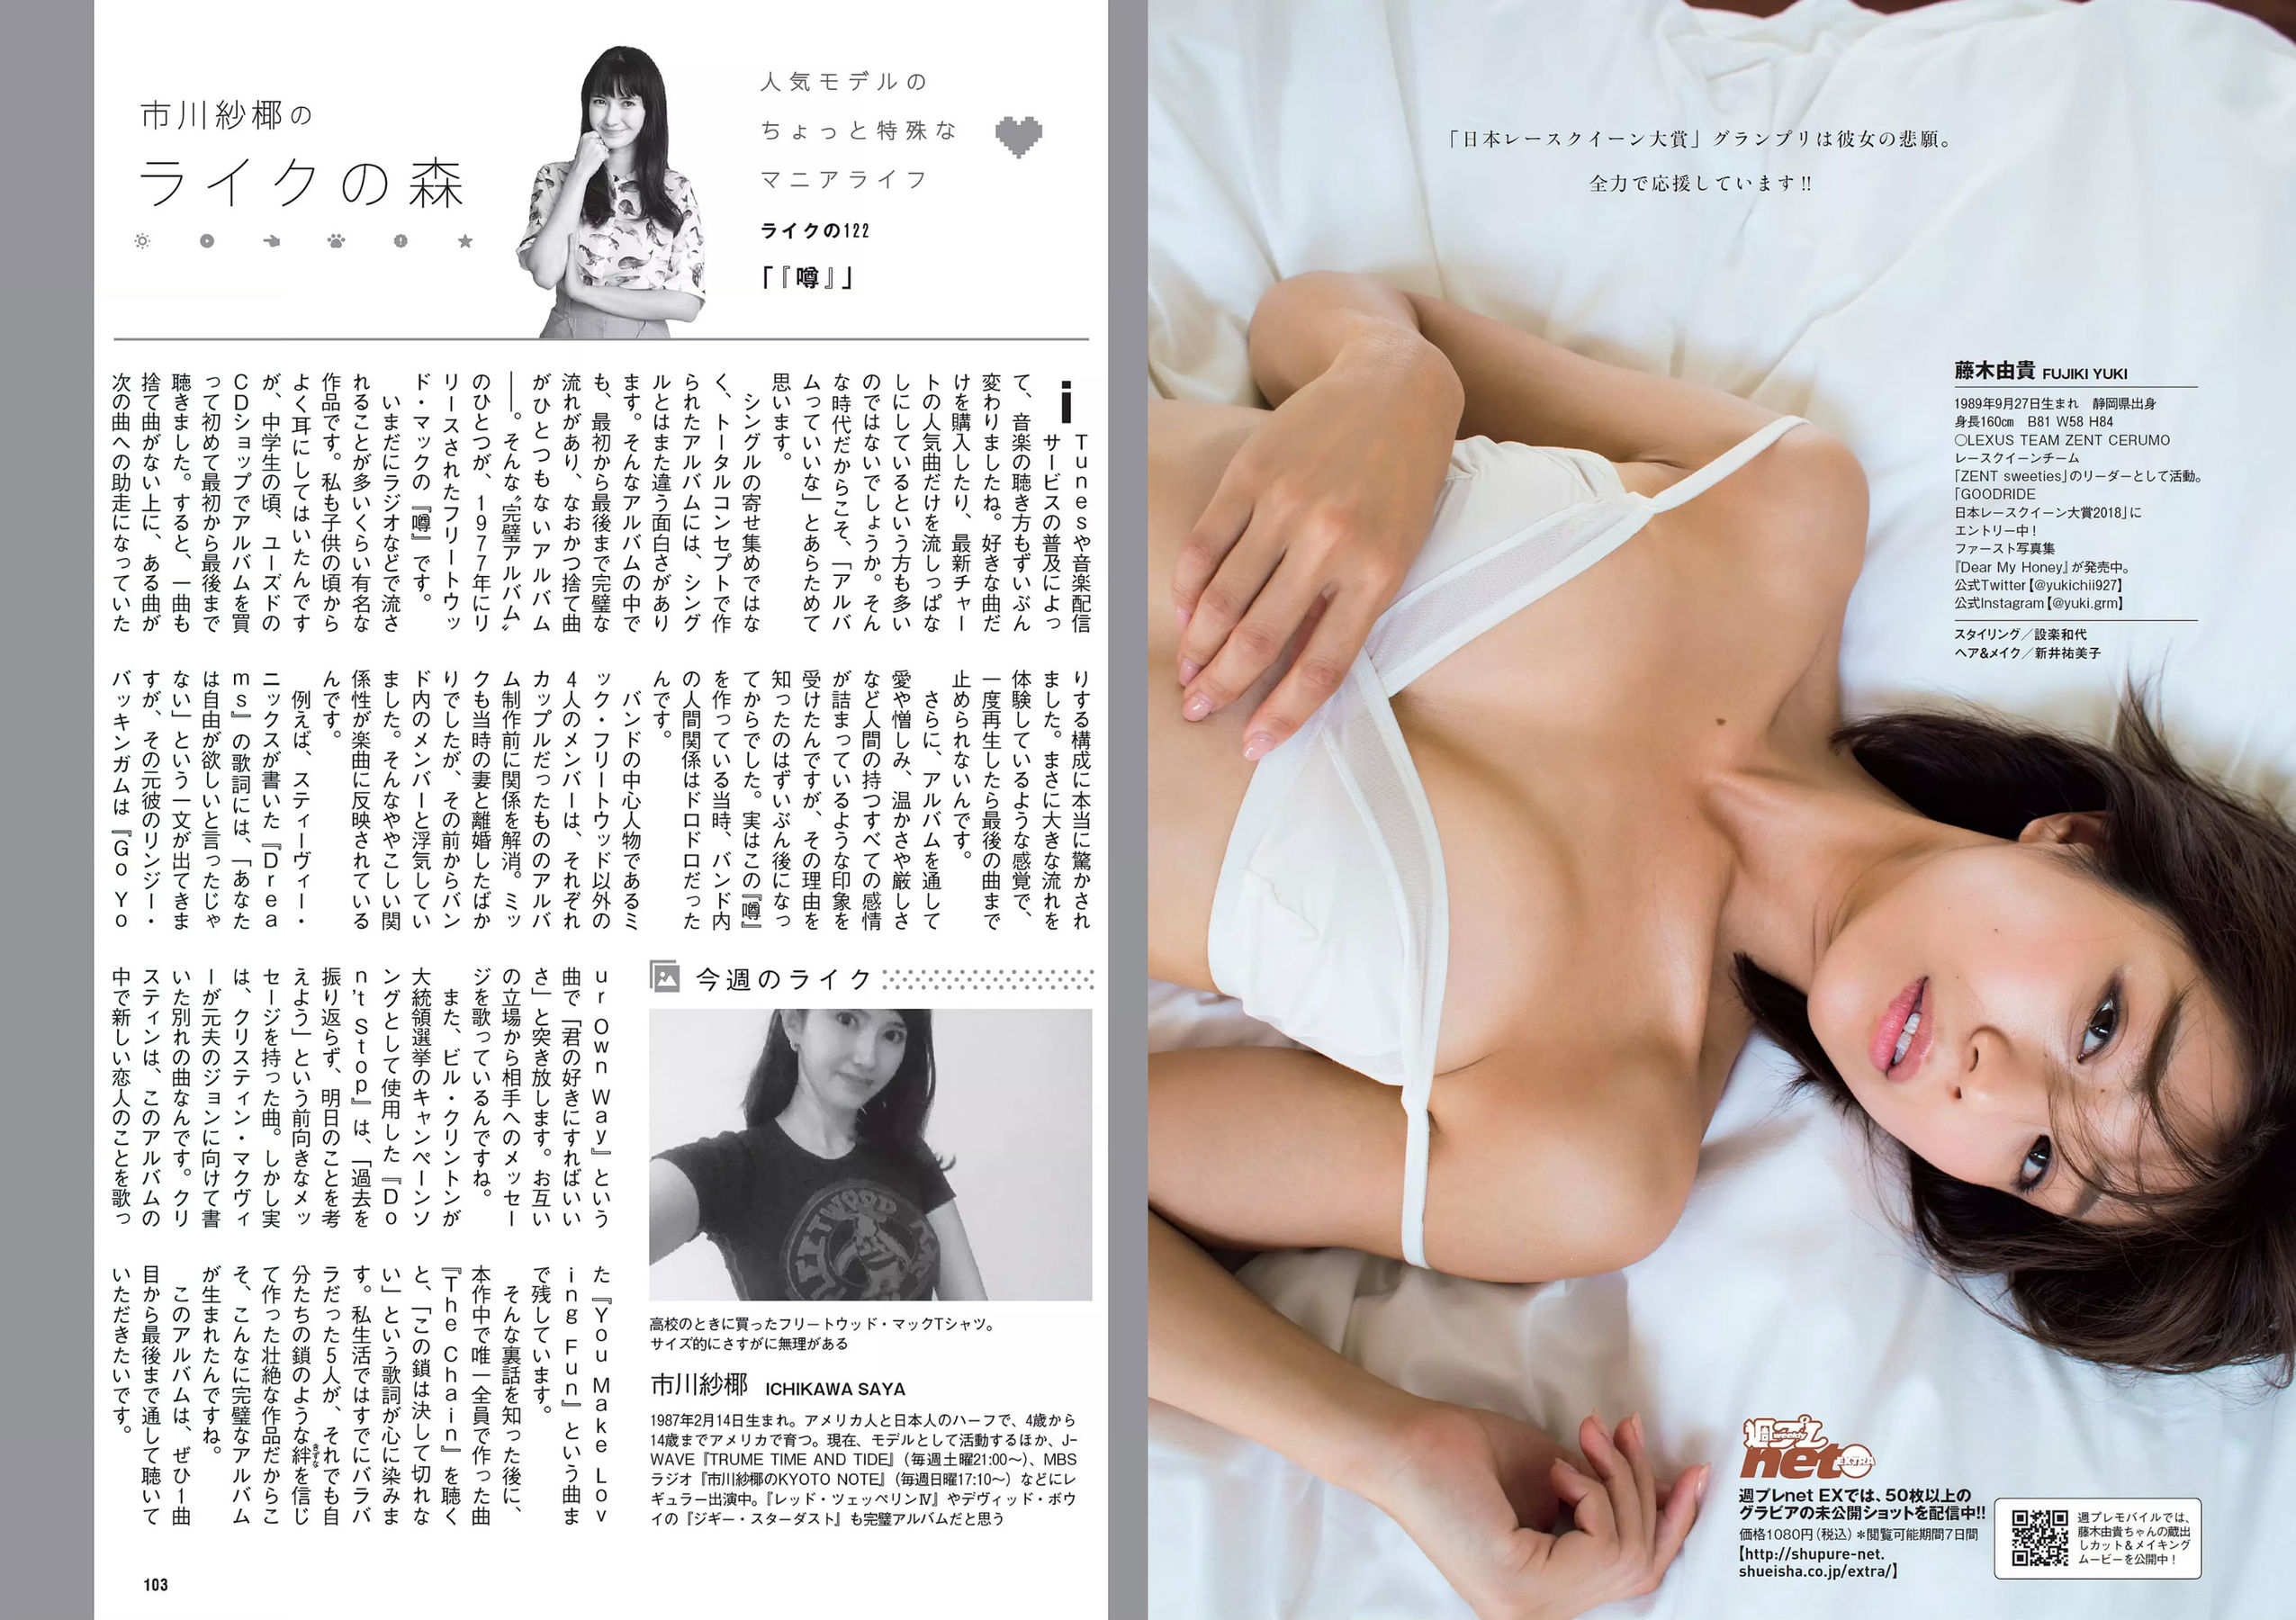 市川紗椰の
ライクの森
人気モデルの
ちょっと特殊な
マニアライフ
ライクの122
「『噂』」
iTunesや音楽配信
サービスの普及によっ
て、音楽の聴き方もずいぶん
変わりましたね。好きな曲だ
けを購入したり、最新チャー
トの人気曲だけを流しっぱな
しにしているという方も多い
のではないでしょうか。そん
な時代だからこそ、「アルバ
ムっていいな」とあらためて
思います。
シングルの寄せ集めではな
く、トータルコンセプトで作
られたアルバムには、シング
ルとはまた違う面白さがあり
ます。そんなアルバムの中で
も、最初から最後まで完璧な
流れがあり、なおかつ捨て曲
がひとつもないアルバム
――。そんな〝完璧アルバム〟
のひとつが、1977年にリ
リースされたフリートウッ
ド・マックの『噂』です。
いまだにラジオなどで流さ
れることが多いくらい有名な
作品です。私も子供の頃から
よく耳にしてはいたんです
が、中学生の頃、ユーズドの
CDショップでアルバムを買
って初めて最初から最後まで
聴きました。すると、一曲も
捨て曲がない上に、ある曲が
次の曲への助走になっていた
りする構成に本当に驚かされ
ました。まさに大きな流れを
体験しているような感覚で、
一度再生したら最後の曲まで
止められないんです。
さらに、アルバムを通して
愛や憎しみ、温かさや厳しさ
など人間の持つすべての感情
が詰まっているような印象を
受けたんですが、その理由を
知ったのはずいぶん後になっ
てからでした。実はこの『噂』
を作っている当時、バンド内
の人間関係はドロドロだった
んです。
バンドの中心人物であるミ
ック・フリートウッド以外の
4人のメンバーは、それぞれ
カップルだったもののアルバ
ム制作前に関係を解消。ミッ
クも当時の妻と離婚したばか
りでしたが、その前からバン
ド内のメンバーと浮気してい
ました。そんなややこしい関
係性が楽曲に反映されている
んです。
例えば、スティーヴィー・
ニックスが書いた『Drea
ms』の歌詞には、「あなた
は自由が欲しいと言ったじゃ
ない」という一文が出てきま
すが、その元彼のリンジー・
バッキンガムは『Go Yo
ur Own Way』という
曲で「君の好きにすればいい
さ」と突き放します。お互い
の立場から相手へのメッセー
ジを歌っているんですね。
また、ビル・クリントンが
大統領選挙のキャンペーンソ
ングとして使用した『Do
n't Stop』は、「過去を
振り返らず、明日のことを考
えよう」という前向きなメッ
セージを持った曲。しかし実
は、クリスティン・マクヴィ
ーが元夫のジョンに向けて書
いた別れの曲なんです。クリ
スティンは、このアルバムの
中で新しい恋人のことを歌っ
た『You Make Lov
ing Fun』という曲ま
で残しています。
そんな裏話を知った後に、
本作中で唯一全員で作った曲
『The Chain』を聴く
と、「この鎖は決して切れな
い」という歌詞が心に染みま
す。私生活ではすでにバラバ
ラだった5人が、それでも自
分たちの鎖のような絆を信じ
きずな
て作った壮絶な作品だからこ
そ、こんなに完璧なアルバム
が生まれたんですね。
このアルバムは、ぜひ1曲
目から最後まで通して聴いて
いただきたいです。
今週のライク
FLEETWOOD MAC
高校のときに買ったフリートウッド・マックTシャツ。
サイズ的にさすがに無理がある
市川紗椰 ICHIKAWA SAYA
1987年2月14日生まれ。アメリカ人と日本人のハーフで、4歳から
14歳までアメリカで育つ。現在、モデルとして活動するほか、J-
WAVE『TRUME TIME AND TIDE』(毎週土曜21:00〜)、MBS
ラジオ『市川紗椰のKYOTO NOTE』(毎週日曜17:10〜)などにレ
ギュラー出演中。『レッド・ツェッペリンⅣ』やデヴィッド・ボウ
イの『ジギー・スターダスト』も完璧アルバムだと思う
103
「日本レースクイーン大賞」グランプリは彼女の悲願。
全力で応援しています!!
藤木由貴 FUJIKI YUKI
1989年9月27日生まれ 静岡県出身
身長160㎝ B81 W58 H84
○LEXUS TEAM ZENT CERUMO
レースクイーンチーム
「ZENT sweeties」のリーダーとして活動。
「GOODRIDE
日本レースクイーン大賞2018」に
エントリー中!
ファースト写真集
『Dear My Honey』が発売中。
公式Twitter【@yukichii927】
公式Instagram【@yuki.grm】
スタイリング/設楽和代
ヘア&メイク/新井祐美子
週プレ
weekly
net EXTRA
週プレnet EXでは、50枚以上の
グラビアの未公開ショットを配信中!!
価格1080円(税込)*閲覧可能期間7日間
【http://shupure-net.
shueisha.co.jp/extra/】
週プレモバイルでは、
藤木由貴ちゃんの蔵出
しカット&メイキング
ムービーを公開中!